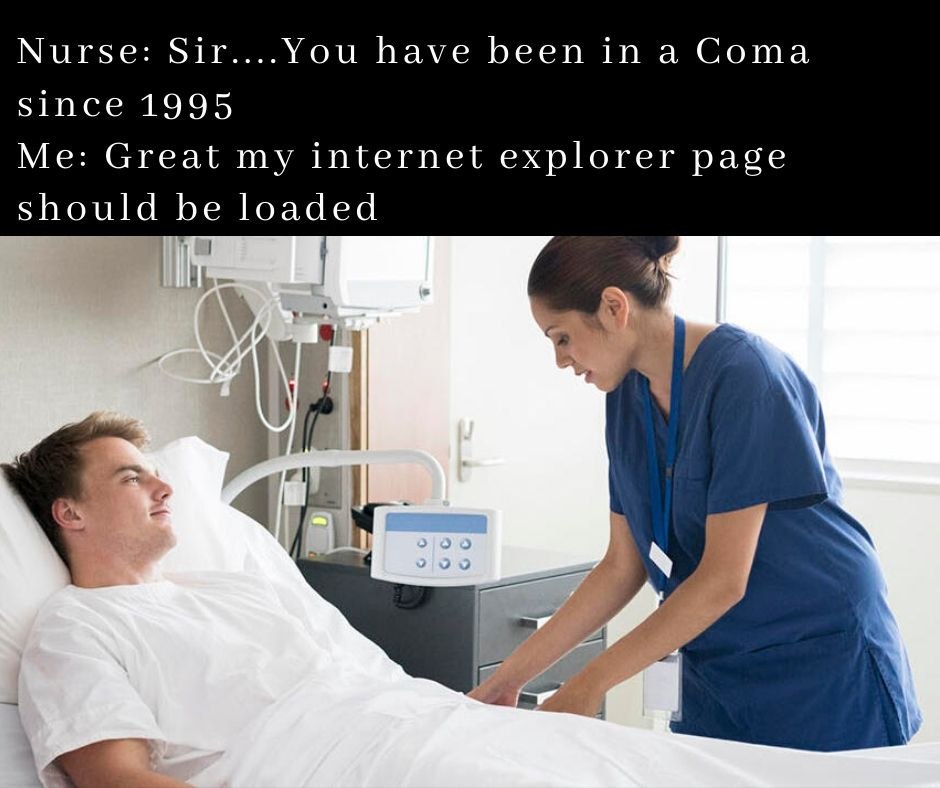 Nurse: Sir....You have been in a Coma
since 1995
Me: Great my internet explorer page
should be loaded